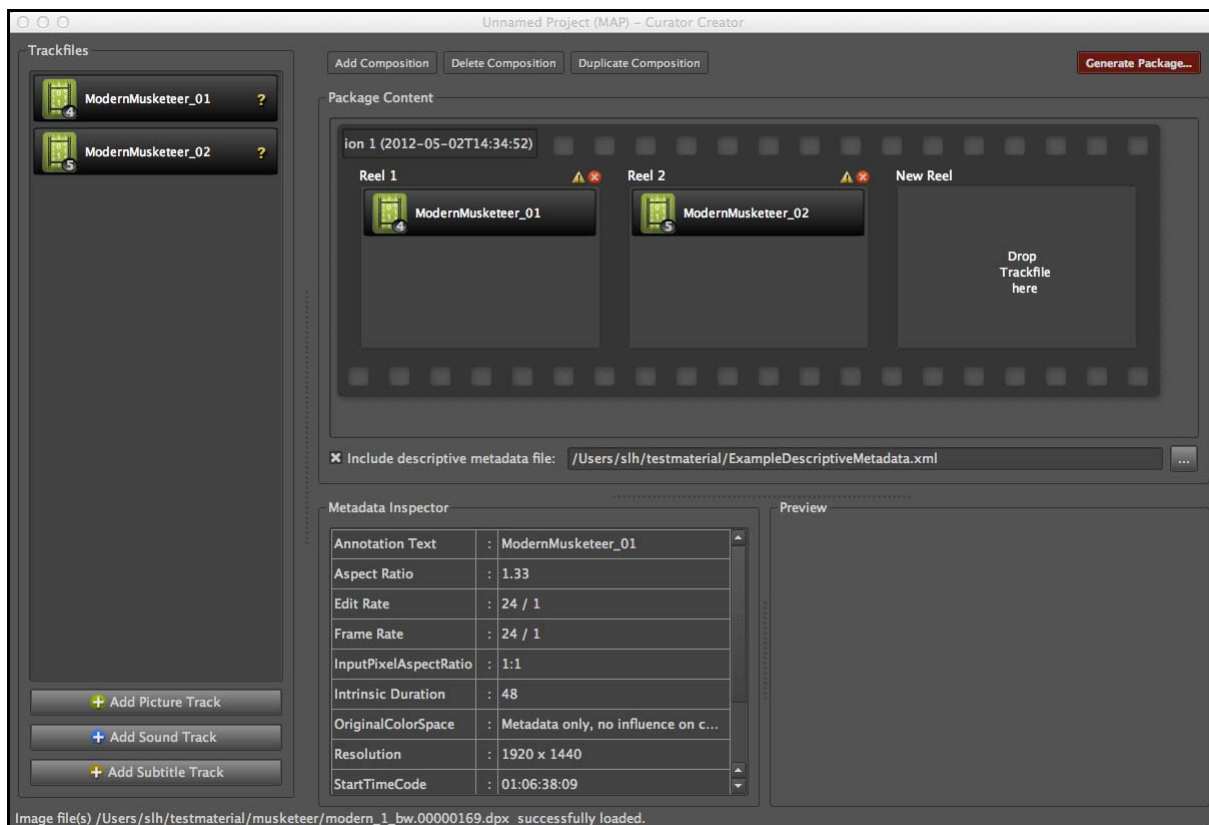 Unnamed Project (MAP) – Curator Creator
Trackfiles
ModernMusketeer_01 ?
4
ModernMusketeer_02 ?
5
Add Picture Track
Add Sound Track
Add Subtitle Track
Add Composition Delete Composition Duplicate Composition Generate Package...
Package Content
ion 1 (2012-05-02T14:34:52)
Reel 1 Reel 2 New Reel
ModernMusketeer_01 ModernMusketeer_02
4 5
Drop
Trackfile
here
Include descriptive metadata file: /Users/slh/testmaterial/ExampleDescriptiveMetadata.xml ...
Metadata Inspector
Annotation Text : ModernMusketeer_01
Aspect Ratio : 1.33
Edit Rate : 24 / 1
Frame Rate : 24 / 1
InputPixelAspectRatio : 1:1
Intrinsic Duration : 48
OriginalColorSpace : Metadata only, no influence on c...
Resolution : 1920 x 1440
StartTimeCode : 01:06:38:09
Preview
Image file(s) /Users/slh/testmaterial/musketeer/modern_1_bw.00000169.dpx successfully loaded.